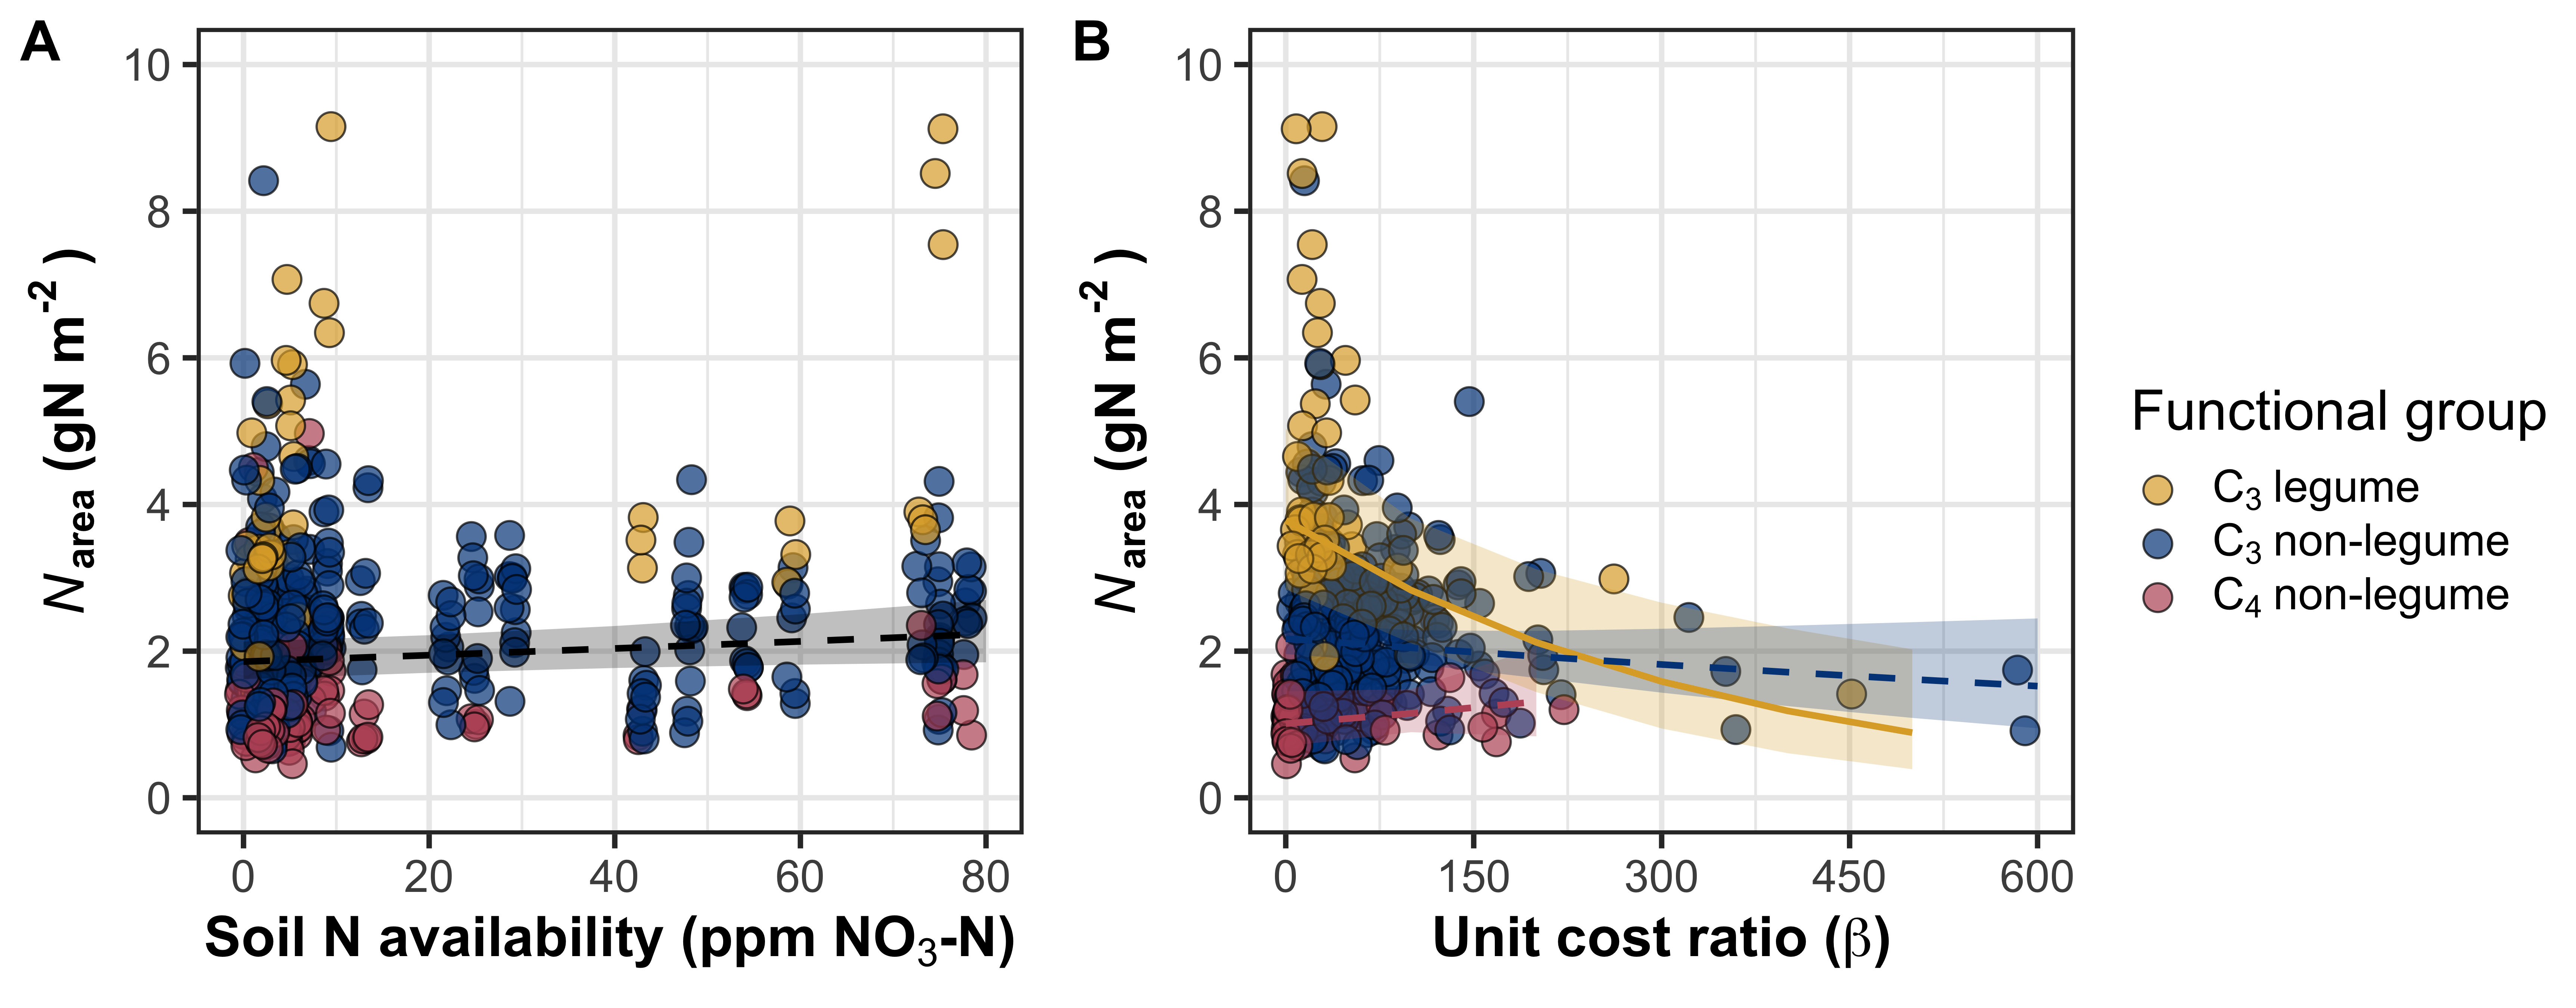 A
10
8
6
4
2
0
N area (gN m-2 )
0 20 40 60 80
Soil N availability (ppm NO3-N)
B
10
8
6
4
2
0
N area (gN m-2 )
0 150 300 450 600
Unit cost ratio (β)
Functional group
C3 legume
C3 non-legume
C4 non-legume